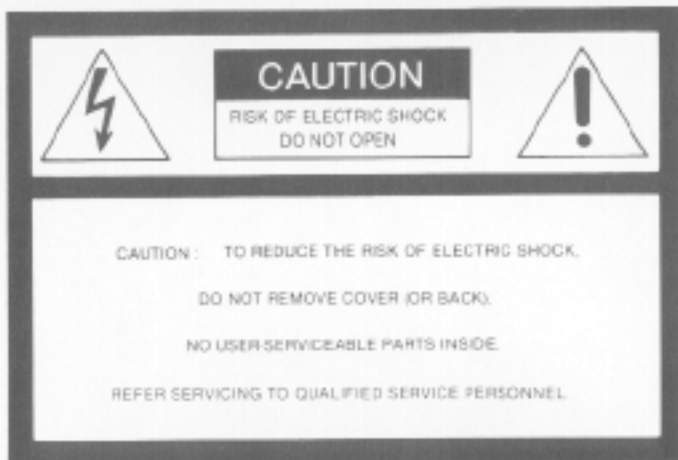 CAUTION
RISK OF ELECTRIC SHOCK
DO NOT OPEN
CAUTION : TO REDUCE THE RISK OF ELECTRIC SHOCK,
DO NOT REMOVE COVER (OR BACK).
NO USER-SERVICEABLE PARTS INSIDE.
REFER SERVICING TO QUALIFIED SERVICE PERSONNEL.